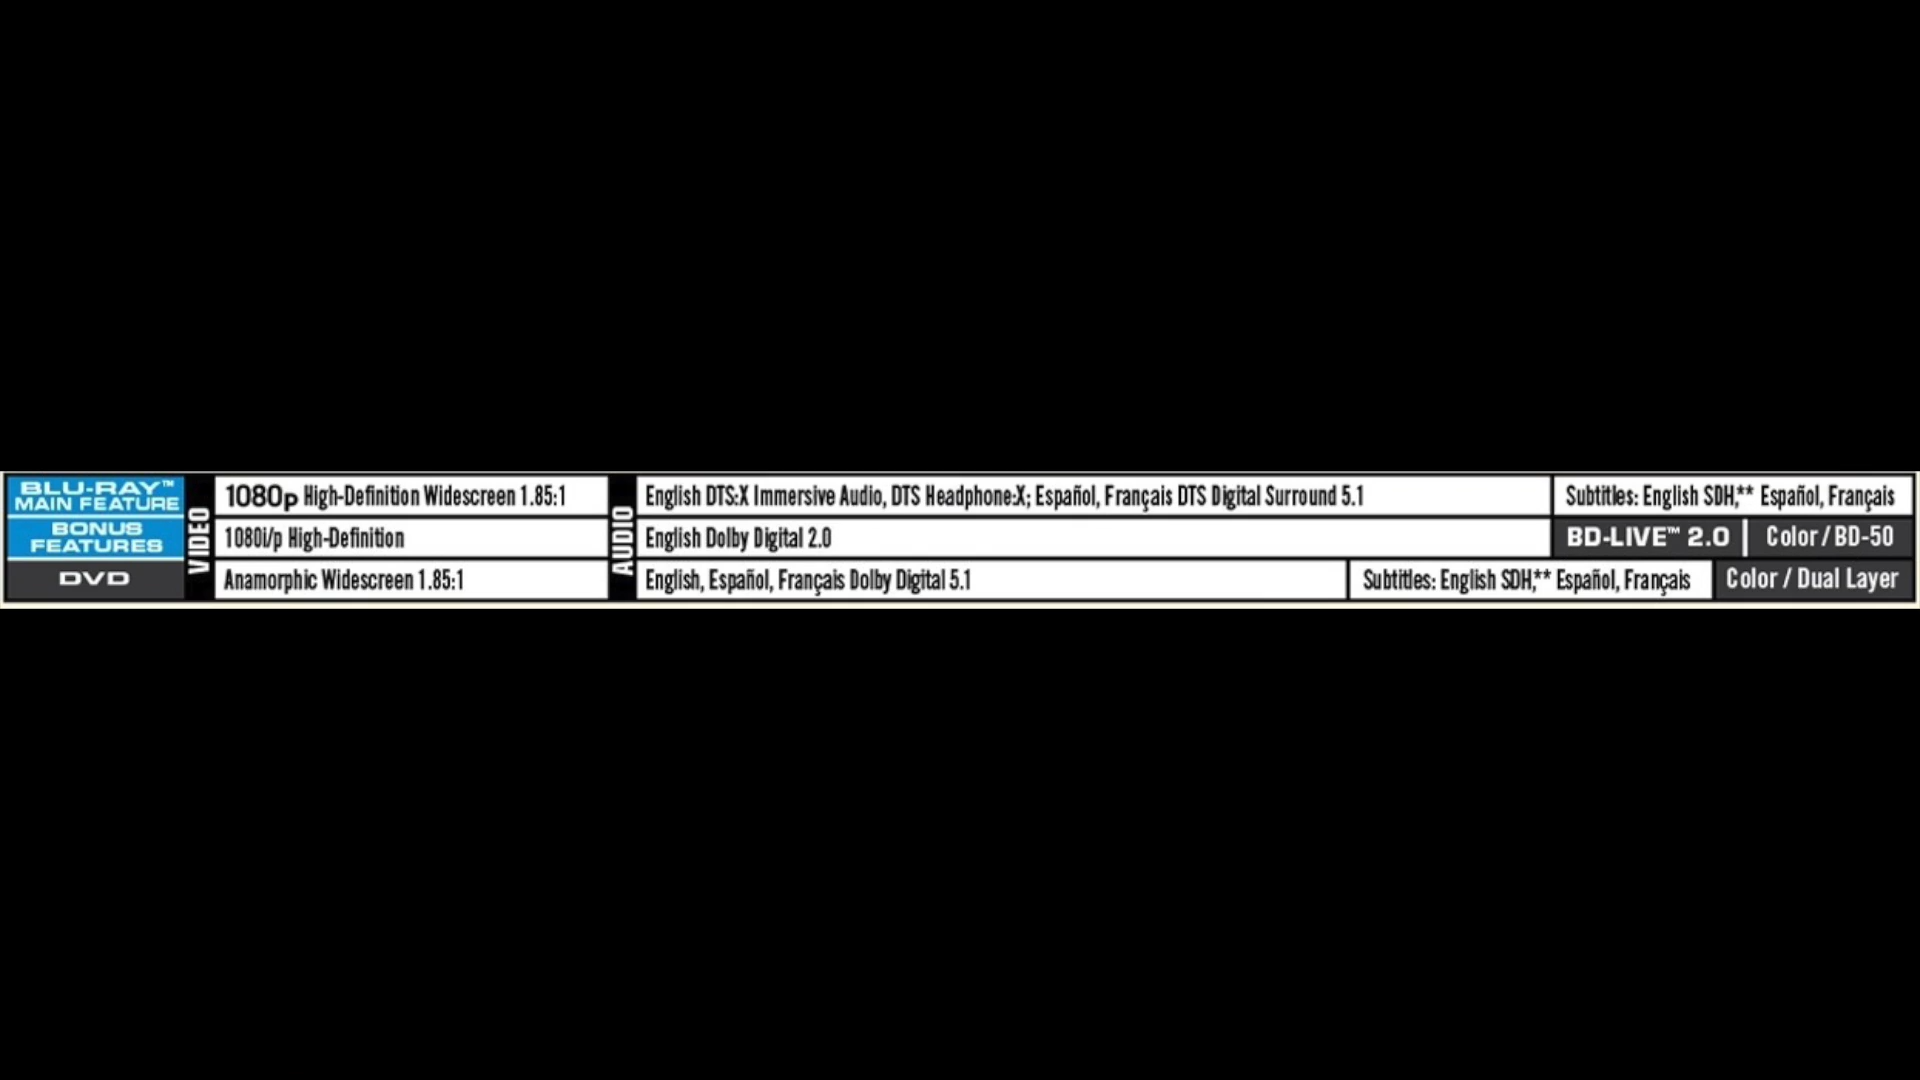 BLU-RAY™
MAIN FEATURE
BONUS
FEATURES
DVD
VIDEO
1080p High-Definition Widescreen 1.85:1
1080i/p High-Definition
Anamorphic Widescreen 1.85:1
AUDIO
English DTS:X Immersive Audio, DTS Headphone:X; Español, Français DTS Digital Surround 5.1
English Dolby Digital 2.0
English, Español, Français Dolby Digital 5.1
Subtitles: English SDH,** Español, Français
BD-LIVE™ 2.0 | Color / BD-50
Subtitles: English SDH,** Español, Français
Color / Dual Layer